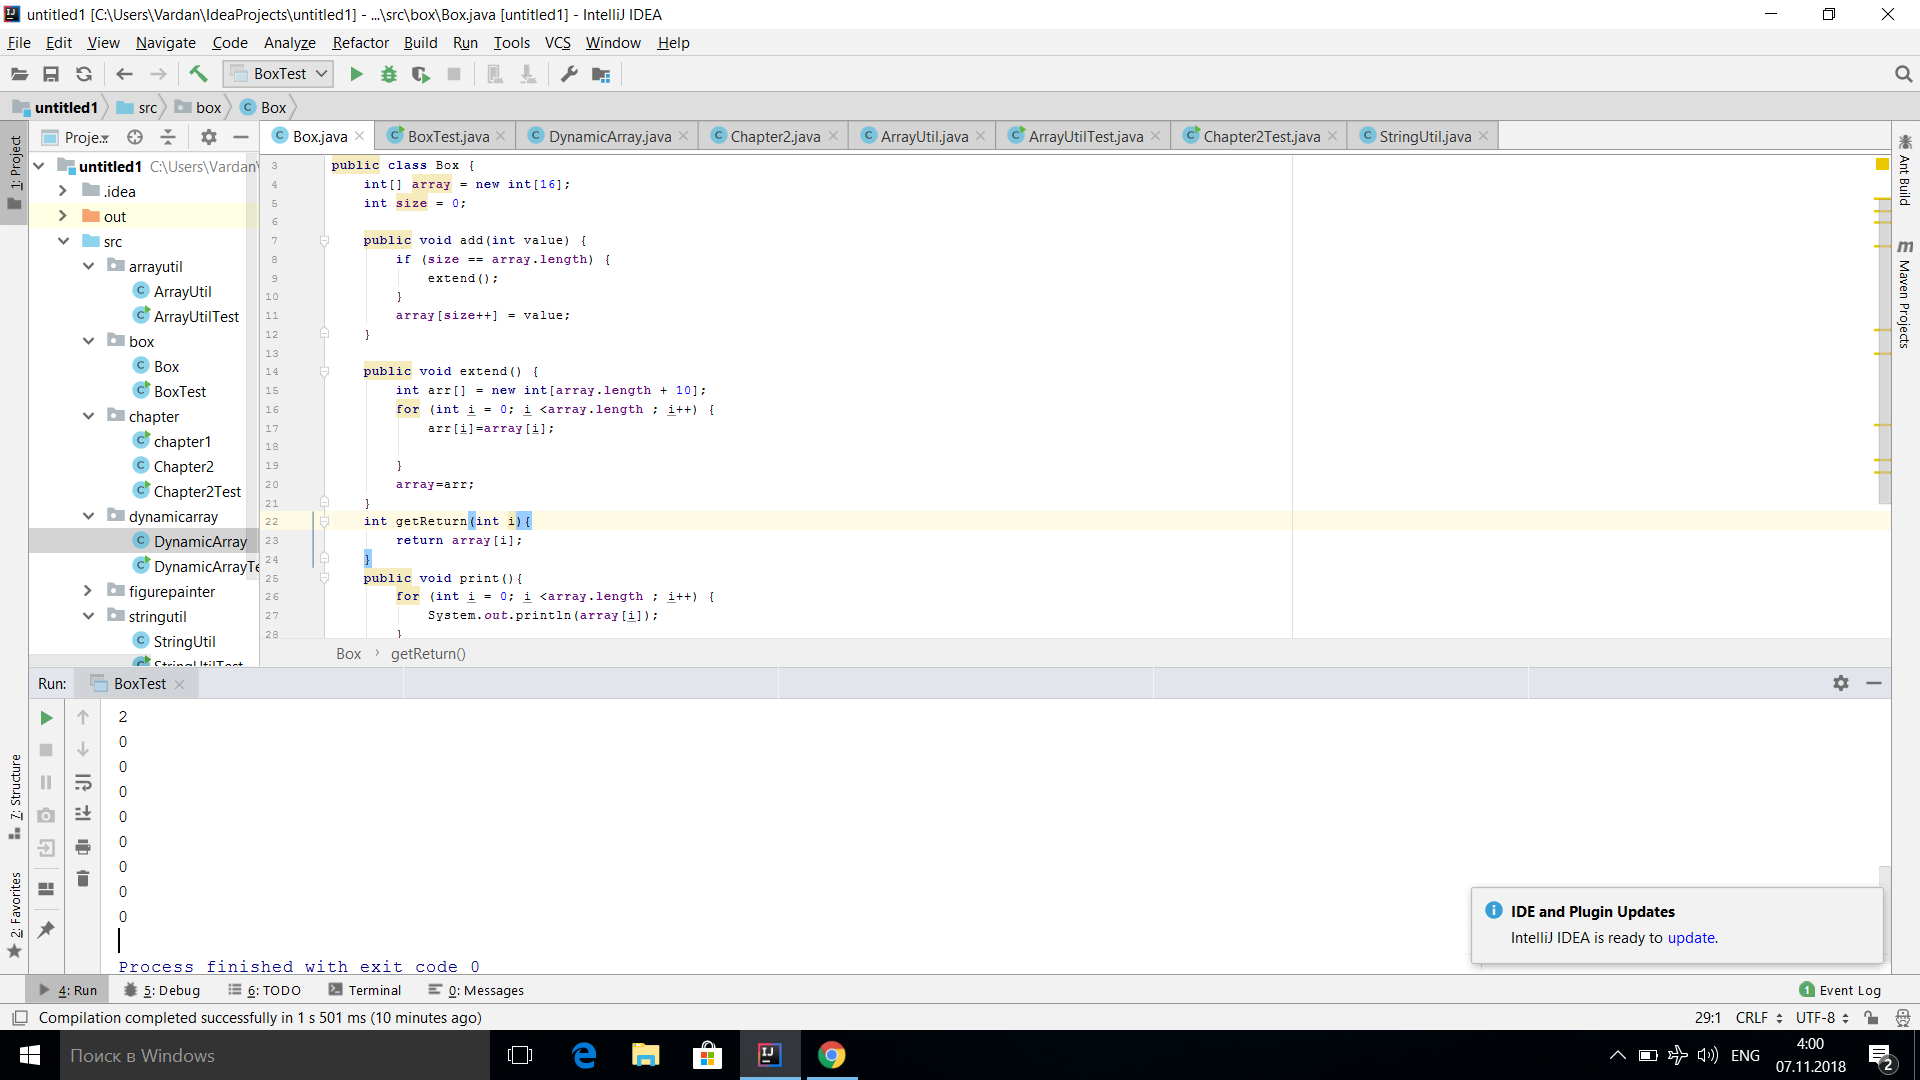 untitled1 [C:\Users\Vardan\IdeaProjects\untitled1] - ...\src\box\Box.java [untitled1] - IntelliJ IDEA
File Edit View Navigate Code Analyze Refactor Build Run Tools VCS Window Help
BoxTest
untitled1 src box Box
1: Project
Proje..
Box.java BoxTest.java DynamicArray.java Chapter2.java ArrayUtil.java ArrayUtilTest.java Chapter2Test.java StringUtil.java
untitled1 C:\Users\Vardan\
.idea
out
src
arrayutil
ArrayUtil
ArrayUtilTest
box
Box
BoxTest
chapter
chapter1
Chapter2
Chapter2Test
dynamicarray
DynamicArray
DynamicArrayTe
figurepainter
stringutil
StringUtil
StringUtilTest
3 public class Box {
4 int[] array = new int[16];
5 int size = 0;
6
7 public void add(int value) {
8 if (size == array.length) {
9 extend();
10 }
11 array[size++] = value;
12 }
13
14 public void extend() {
15 int arr[] = new int[array.length + 10];
16 for (int i = 0; i <array.length ; i++) {
17 arr[i]=array[i];
18
19 }
20 array=arr;
21 }
22 int getReturn(int i){
23 return array[i];
24 }
25 public void print(){
26 for (int i = 0; i <array.length ; i++) {
27 System.out.println(array[i]);
28 }
Box › getReturn()
Ant Build
m Maven Projects
Run: BoxTest
2
0
0
0
0
0
0
0
0
Process finished with exit code 0
7: Structure
2: Favorites
IDE and Plugin Updates
IntelliJ IDEA is ready to update.
4: Run 5: Debug 6: TODO Terminal 0: Messages
1 Event Log
Compilation completed successfully in 1 s 501 ms (10 minutes ago)
29:1 CRLF UTF-8
Поиск в Windows
ENG
4:00
07.11.2018
2